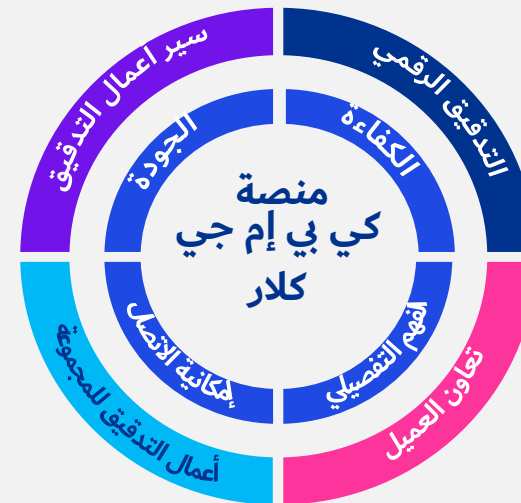 سير أعمال التدقيق
التدقيق الرقمي
الجودة
الكفاءة
منصة
كي بي إم جي
كلار
إمكانية الاتصال
الفهم التفصيلي
أعمال التدقيق للمجموعة
تعاون العميل